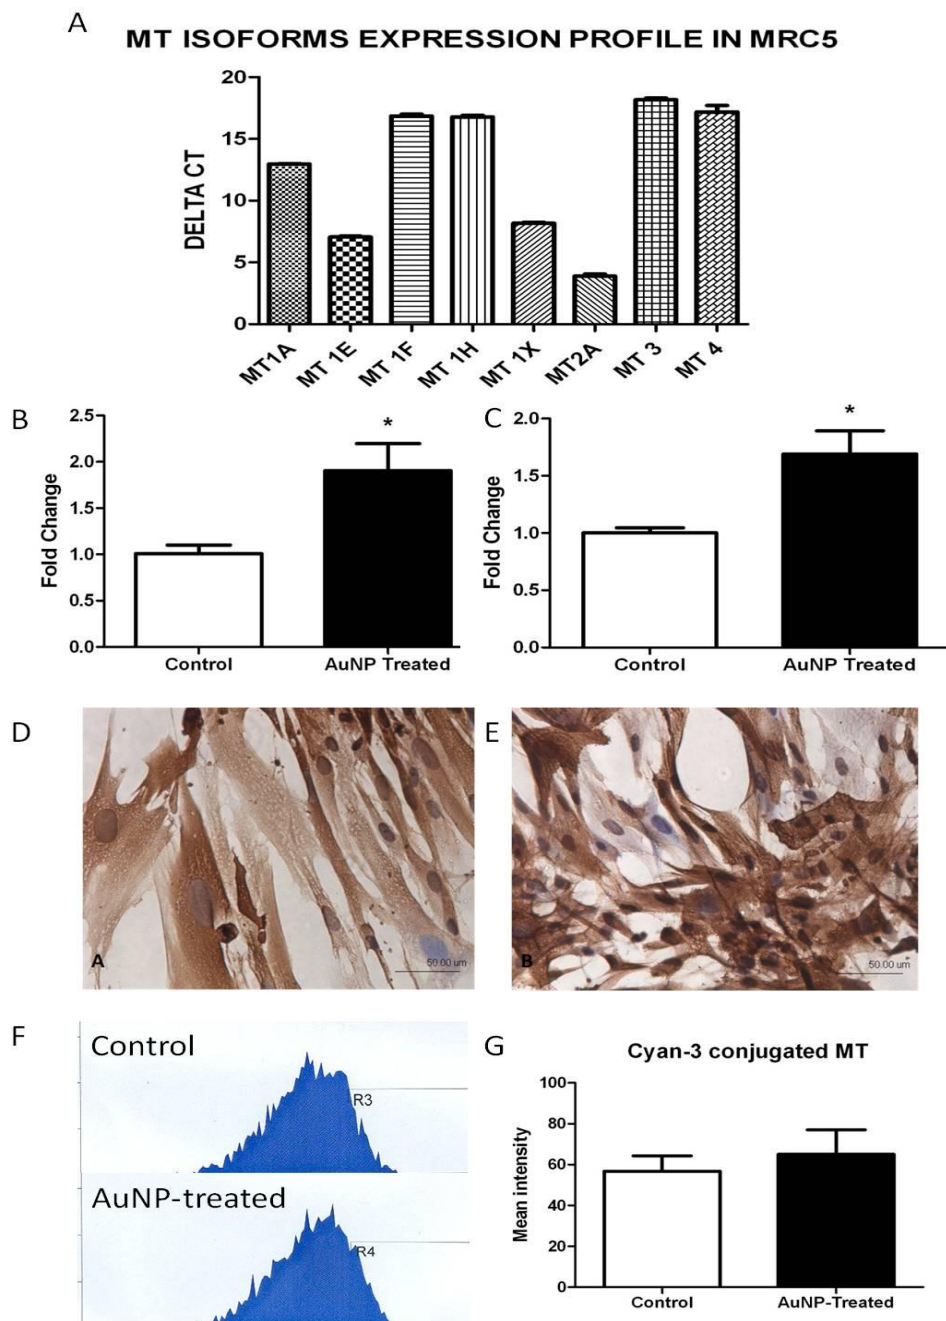 A
MT ISOFORMS EXPRESSION PROFILE IN MRC5
DELTA CT
20
15
10
5
0
MT1A
MT 1E
MT 1F
MT 1H
MT 1X
MT2A
MT 3
MT 4
B
Fold Change
2.5
2.0
1.5
1.0
0.5
0.0
*
Control
AuNP Treated
C
Fold Change
2.0
1.5
1.0
0.5
0.0
*
Control
AuNP Treated
D
A
50.00 um
E
B
50.00 um
F
Control
R3
AuNP-treated
R4
G
Cyan-3 conjugated MT
Mean intensity
100
80
60
40
20
0
Control
AuNP-Treated